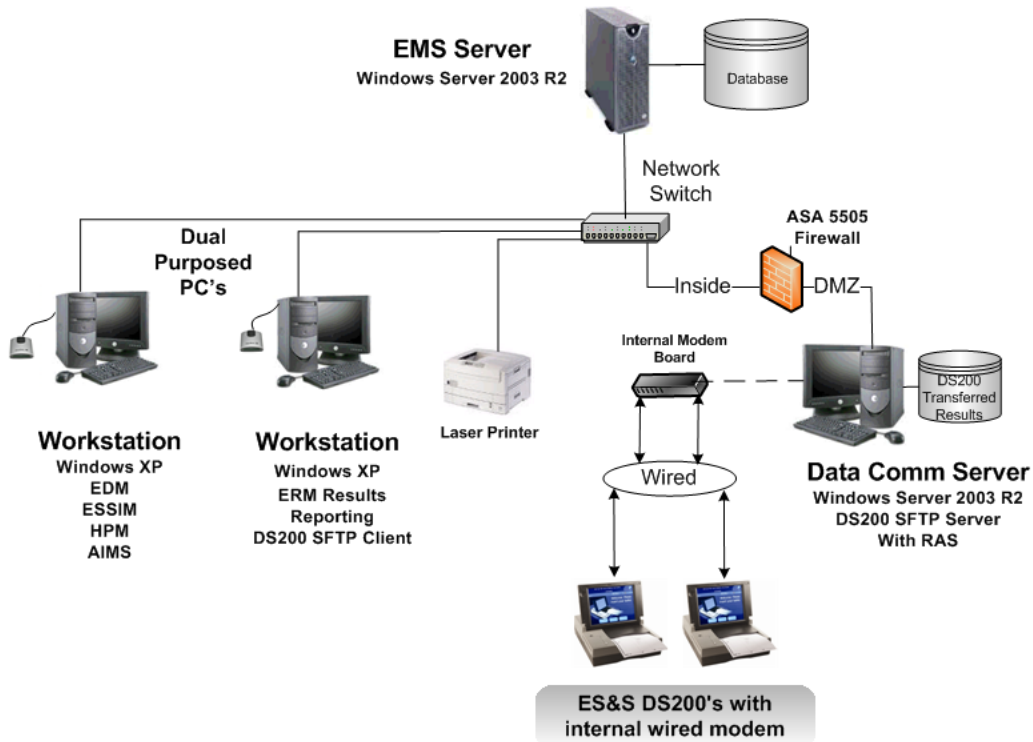 EMS Server
Windows Server 2003 R2
Database
Network
Switch
ASA 5505
Firewall
Dual
Purposed
PC's
Inside
DMZ
Internal Modem
Board
DS200
Transferred
Results
Laser Printer
Workstation
Windows XP
EDM
ESSIM
HPM
AIMS
Workstation
Windows XP
ERM Results
Reporting
DS200 SFTP Client
Wired
Data Comm Server
Windows Server 2003 R2
DS200 SFTP Server
With RAS
ES&S DS200's with
internal wired modem